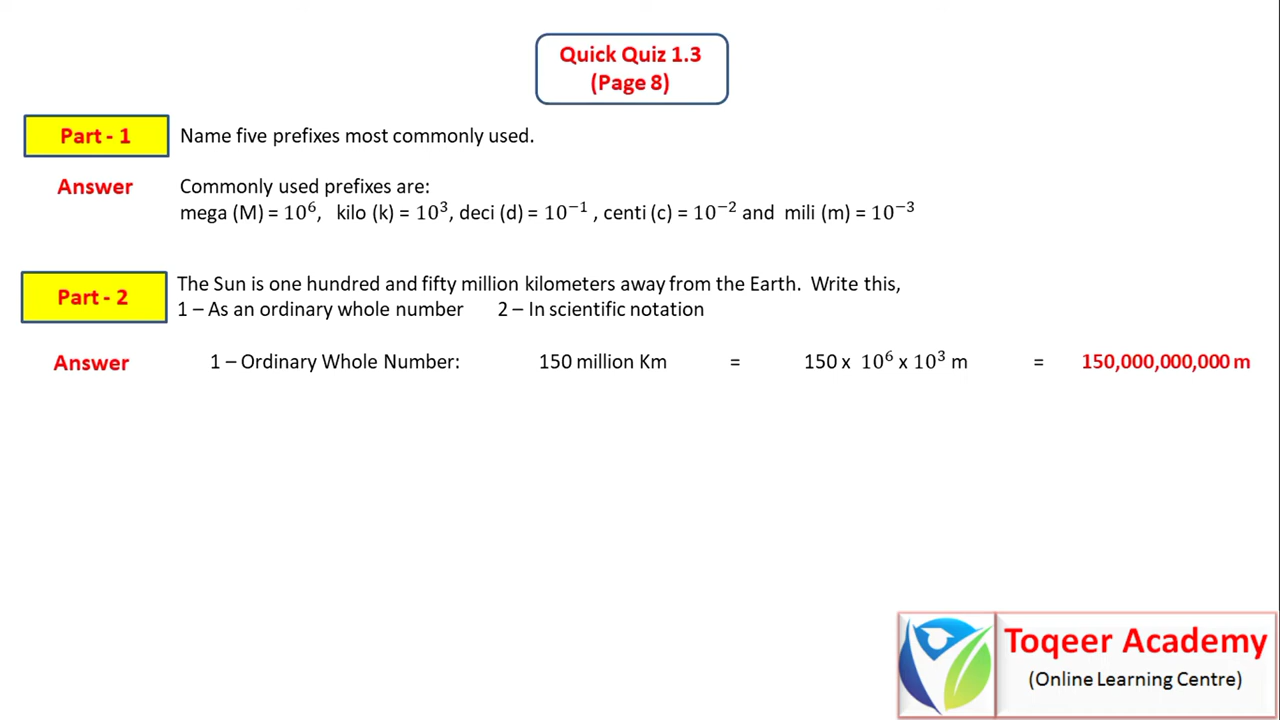 Quick Quiz 1.3
(Page 8)
Part - 1 Name five prefixes most commonly used.
Answer Commonly used prefixes are:
mega (M) = 10⁶, kilo (k) = 10³, deci (d) = 10⁻¹ , centi (c) = 10⁻² and mili (m) = 10⁻³
Part - 2 The Sun is one hundred and fifty million kilometers away from the Earth. Write this,
1 – As an ordinary whole number 2 – In scientific notation
Answer 1 – Ordinary Whole Number: 150 million Km = 150 x 10⁶ x 10³ m = 150,000,000,000 m
Toqeer Academy
(Online Learning Centre)